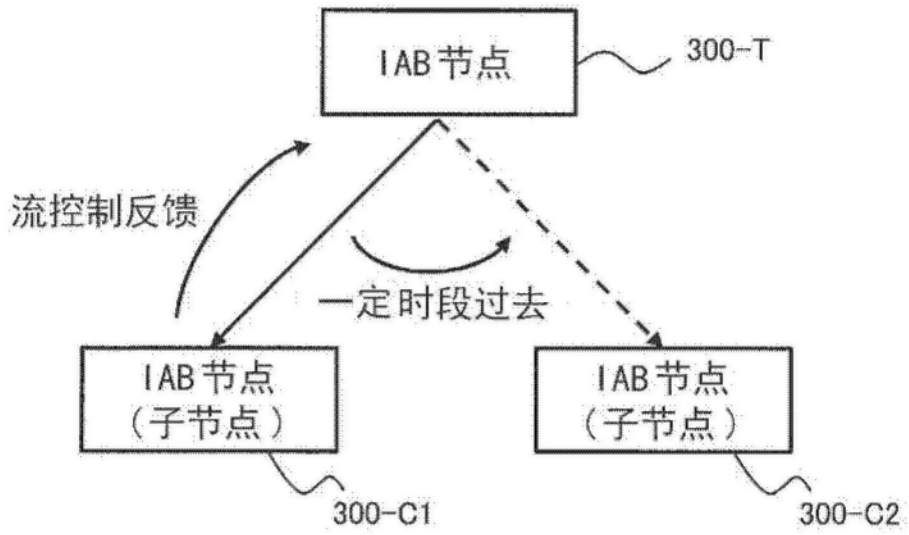 IAB节点
300-T
流控制反馈
一定时段过去
IAB节点
(子节点)
300-C1
IAB节点
(子节点)
300-C2